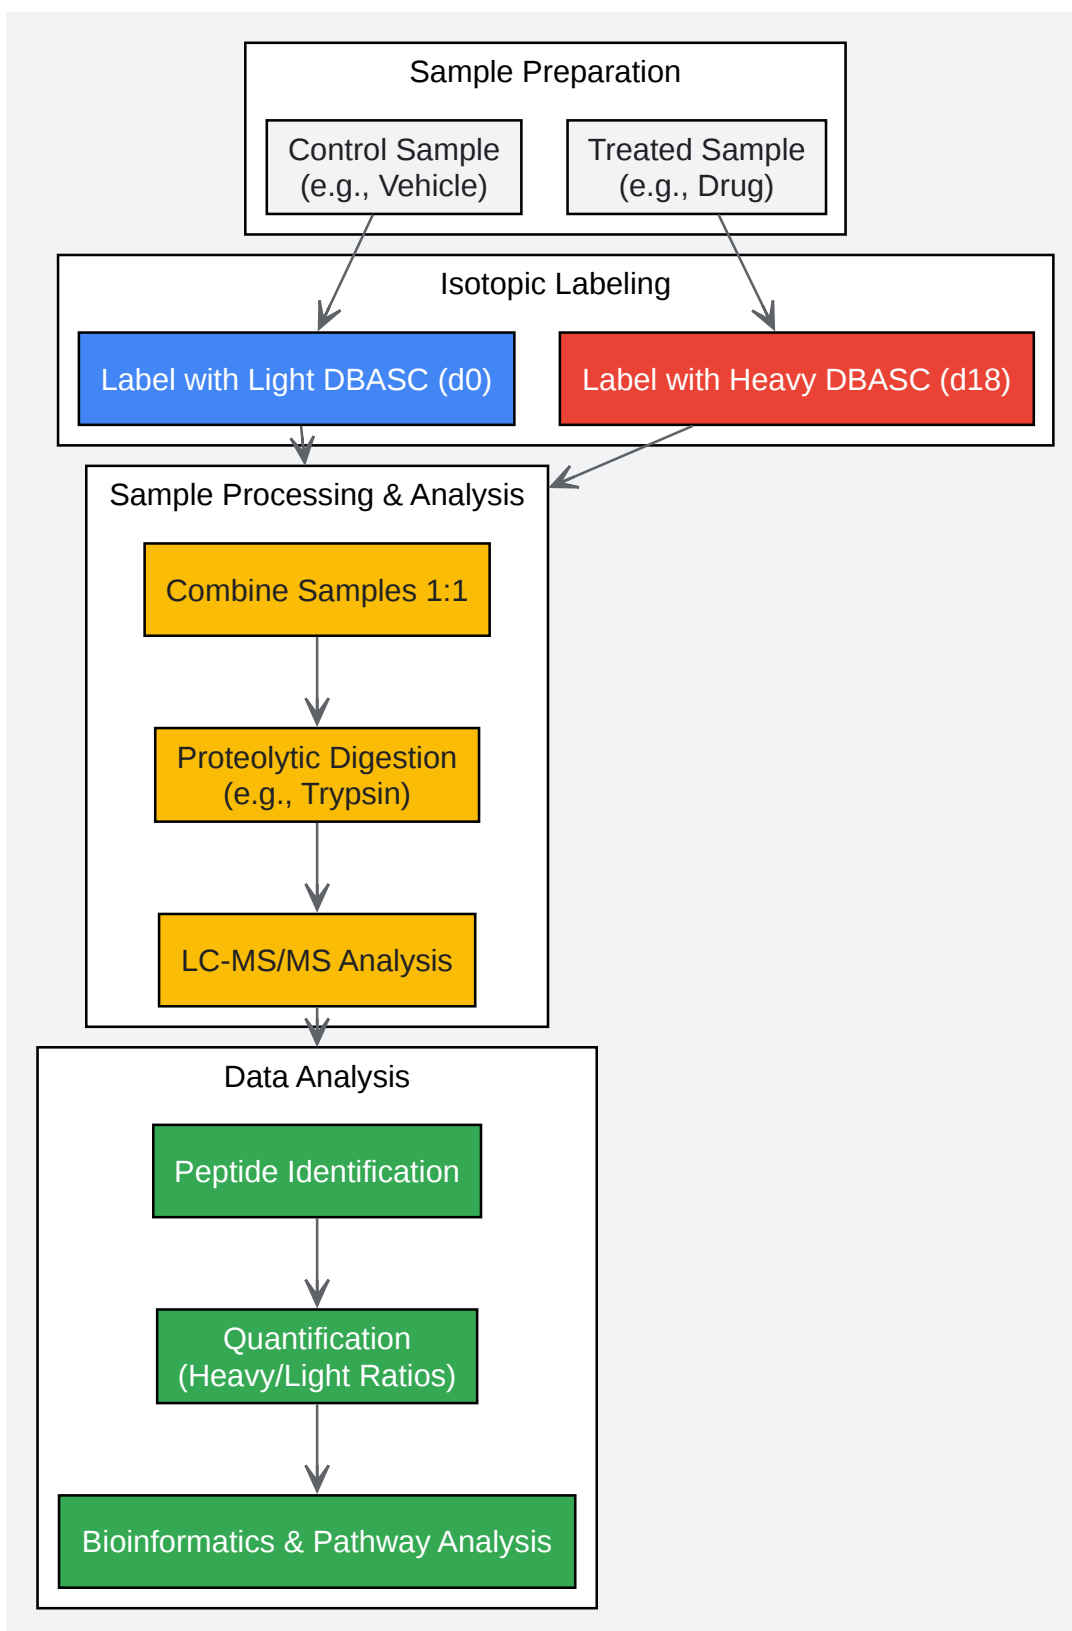 Sample Preparation
Control Sample
(e.g., Vehicle)
Treated Sample
(e.g., Drug)
Isotopic Labeling
Label with Light DBASC (d0)
Label with Heavy DBASC (d18)
Sample Processing & Analysis
Combine Samples 1:1
Proteolytic Digestion
(e.g., Trypsin)
LC-MS/MS Analysis
Data Analysis
Peptide Identification
Quantification
(Heavy/Light Ratios)
Bioinformatics & Pathway Analysis